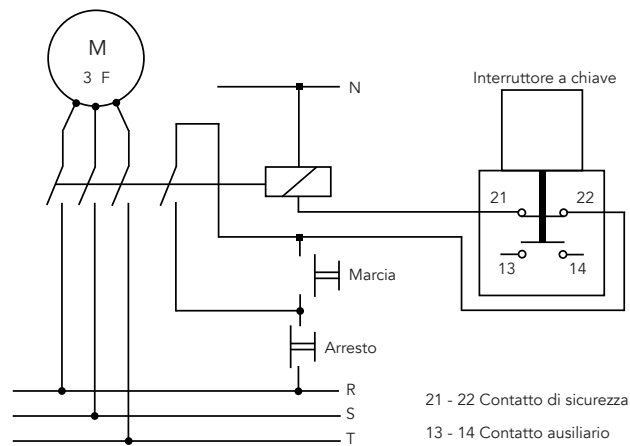 M
3 F
N
Interruttore a chiave
21
22
13
14
Marcia
Arresto
R
S
T
21 - 22 Contatto di sicurezza
13 - 14 Contatto ausiliario